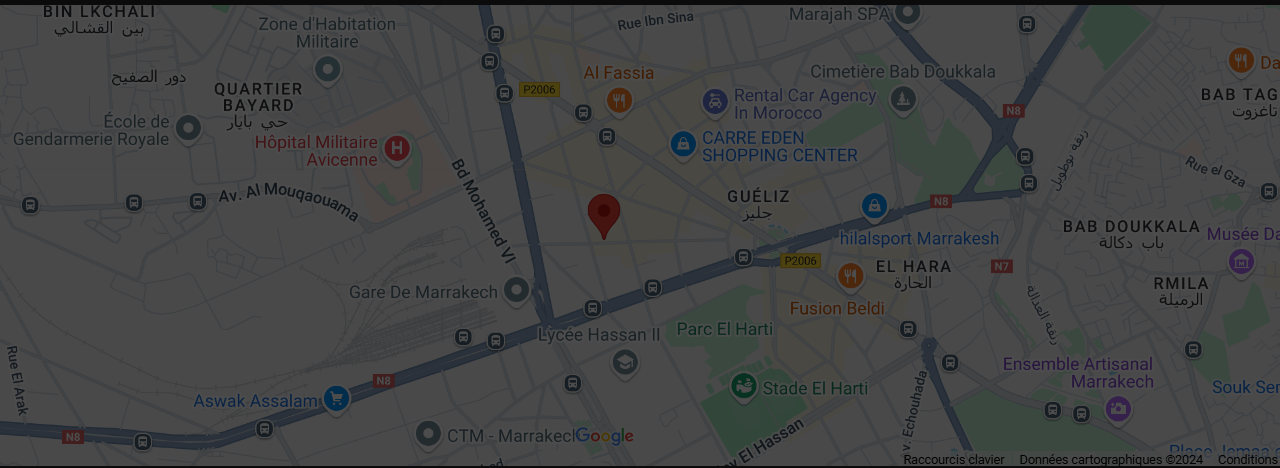 BIN LKCHALI
بين القشالي
Zone d'Habitation
Militaire
Rue Ibn Sina
Marajah SPA
دور الصفيح
QUARTIER
BAYARD
حي بايار
Al Fassia
P2006
Rental Car Agency
In Morocco
Cimetière Bab Doukkala
N8
BAB TAG
تاغزوت
École de
Gendarmerie Royale
Hôpital Militaire
Avicenne
H
CARRE EDEN
SHOPPING CENTER
Rue el Gza
Bd Mohamed VI
Av. Al Mouqaouama
GUÉLIZ
جليز
N8
hilalsport Marrakesh
BAB DOUKKALA
باب دكالة
Musée Da
P2006
EL HARA
الحارة
N7
RMILA
الرميلة
Gare De Marrakech
Fusion Beldi
Lycée Hassan II
Parc El Harti
Rue El Arak
N8
Ensemble Artisanal
Marrakech
Aswak Assalam
Stade El Harti
Souk Ser
v. Echouhada
N8
CTM - Marrakecl
Google
v El Hassan
Raccourcis clavier
Données cartographiques ©2024
Conditions